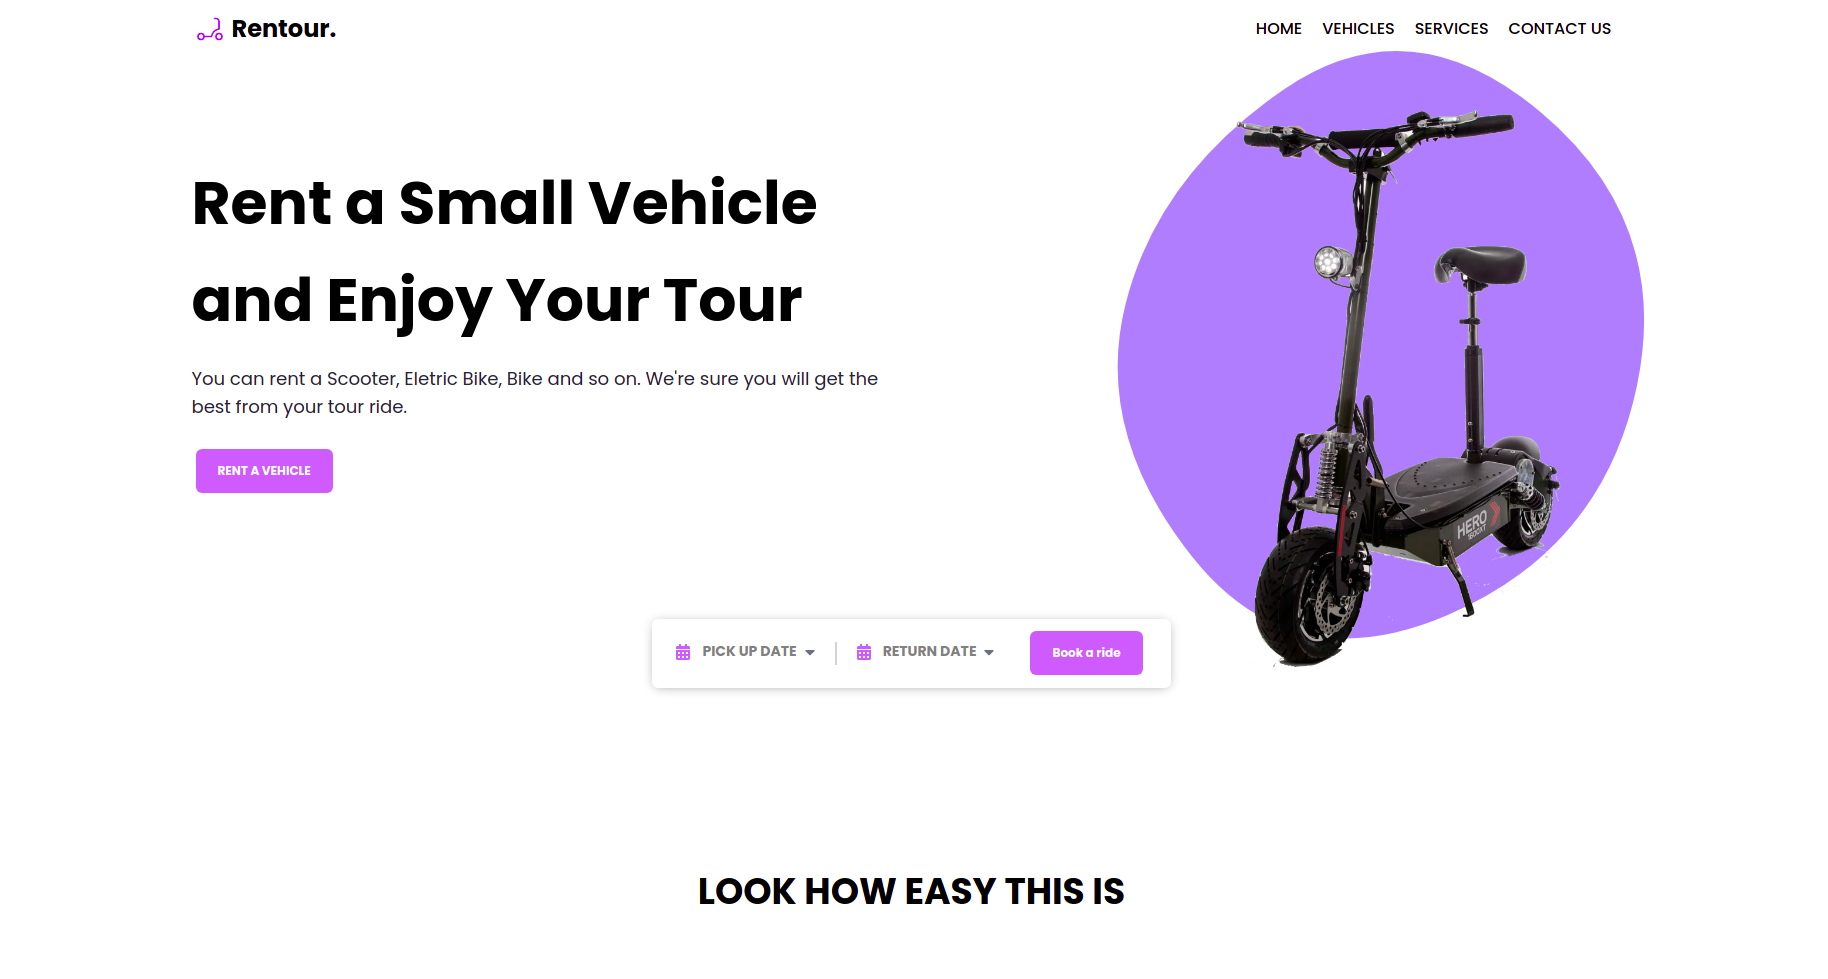 Rentour.
HOME VEHICLES SERVICES CONTACT US
Rent a Small Vehicle
and Enjoy Your Tour
You can rent a Scooter, Eletric Bike, Bike and so on. We're sure you will get the
best from your tour ride.
RENT A VEHICLE
HERO
1600XT
PICK UP DATE RETURN DATE Book a ride
LOOK HOW EASY THIS IS